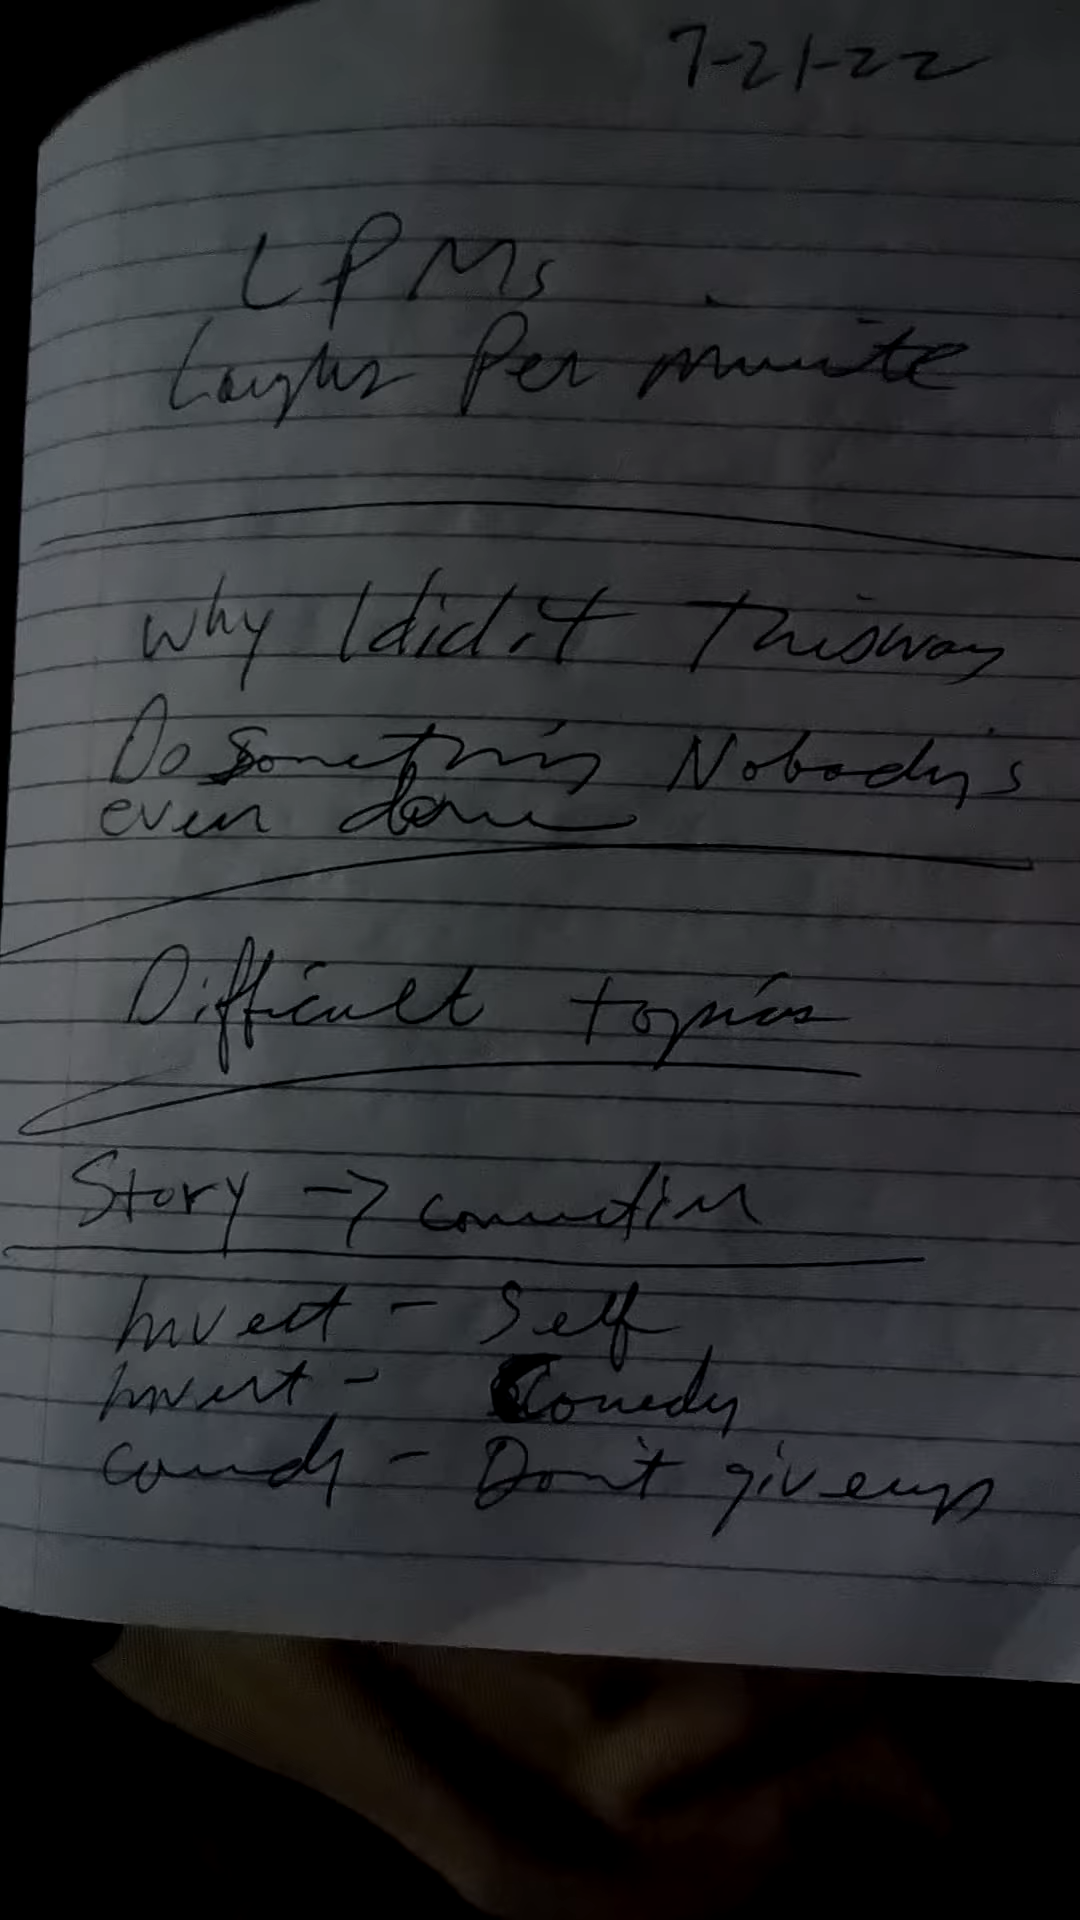 7-21-22
LPMs
Laughs Per minute
Why I did it This way
Do Something Nobody's
ever done
Difficult topics
Story -> connection
Invest - Self
Invest - Comedy
comedy - Don't give up